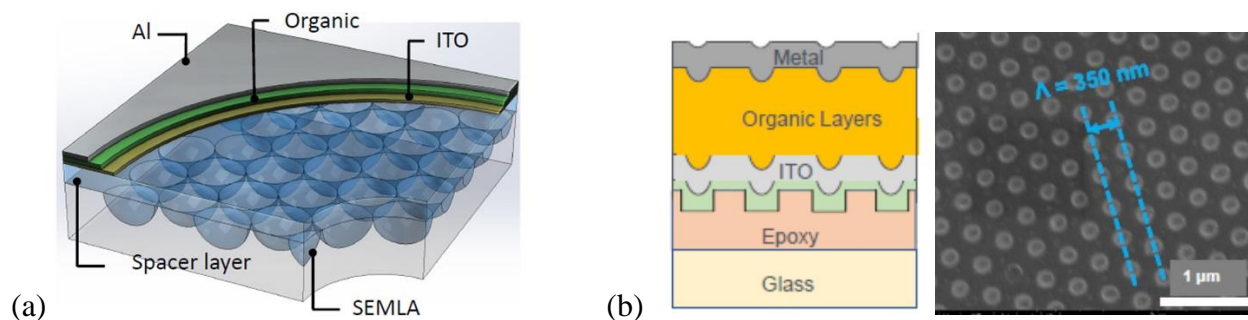 Al
Organic
ITO
Spacer layer
SEMLA
(a)
Metal
Organic Layers
ITO
Epoxy
Glass
(b)
Λ = 350 nm
1 µm